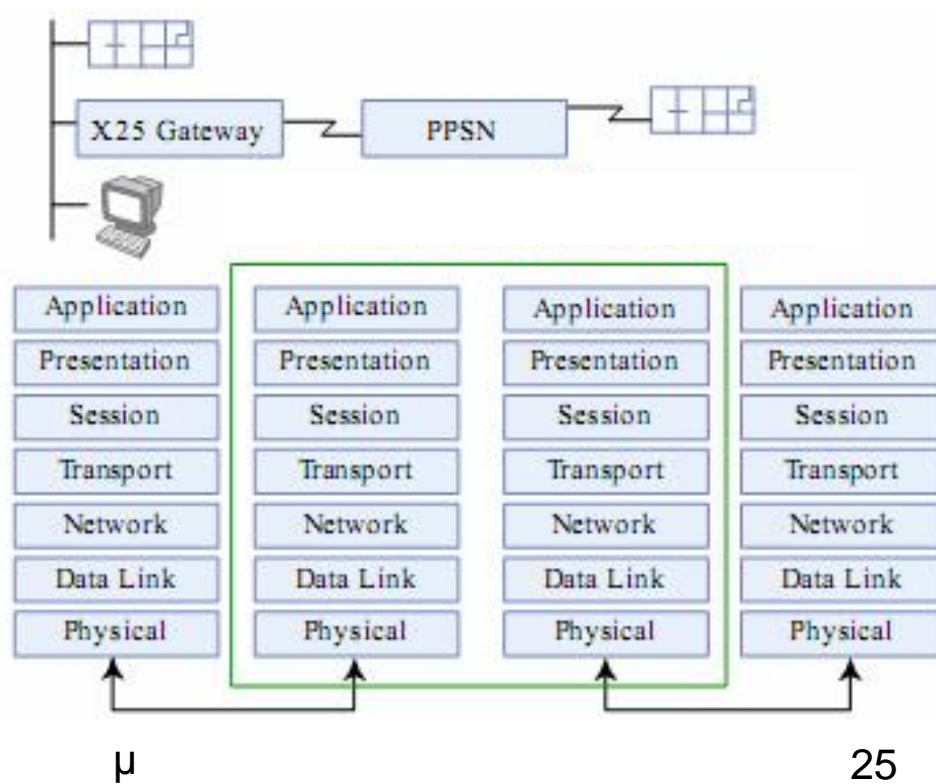 X25 Gateway PPSN
Application Application Application Application
Presentation Presentation Presentation Presentation
Session Session Session Session
Transport Transport Transport Transport
Network Network Network Network
Data Link Data Link Data Link Data Link
Physical Physical Physical Physical
µ 25